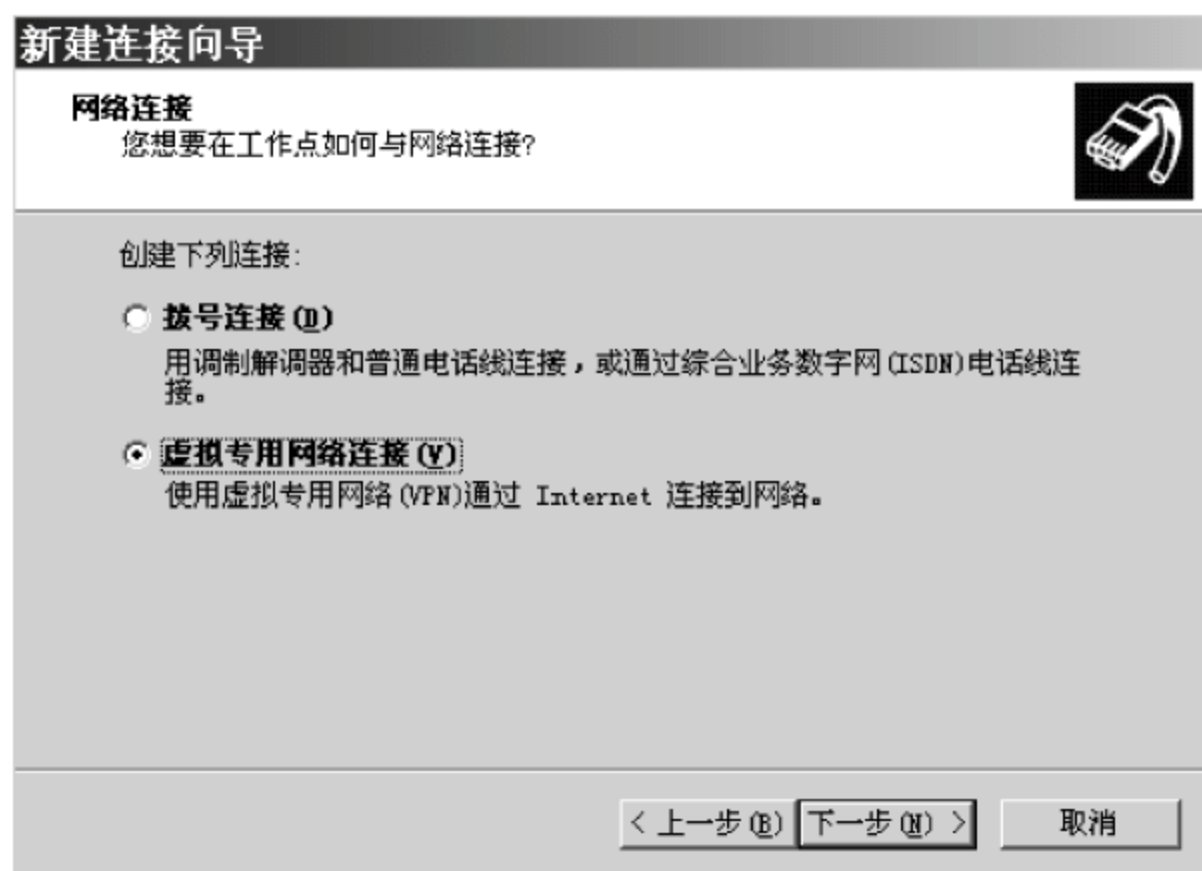 新建连接向导
网络连接
您想要在工作点如何与网络连接?
创建下列连接:
拨号连接(D)
用调制解调器和普通电话线连接，或通过综合业务数字网(ISDN)电话线连
接。
虚拟专用网络连接(V)
使用虚拟专用网络(VPN)通过 Internet 连接到网络。
< 上一步(B) 下一步(N) > 取消